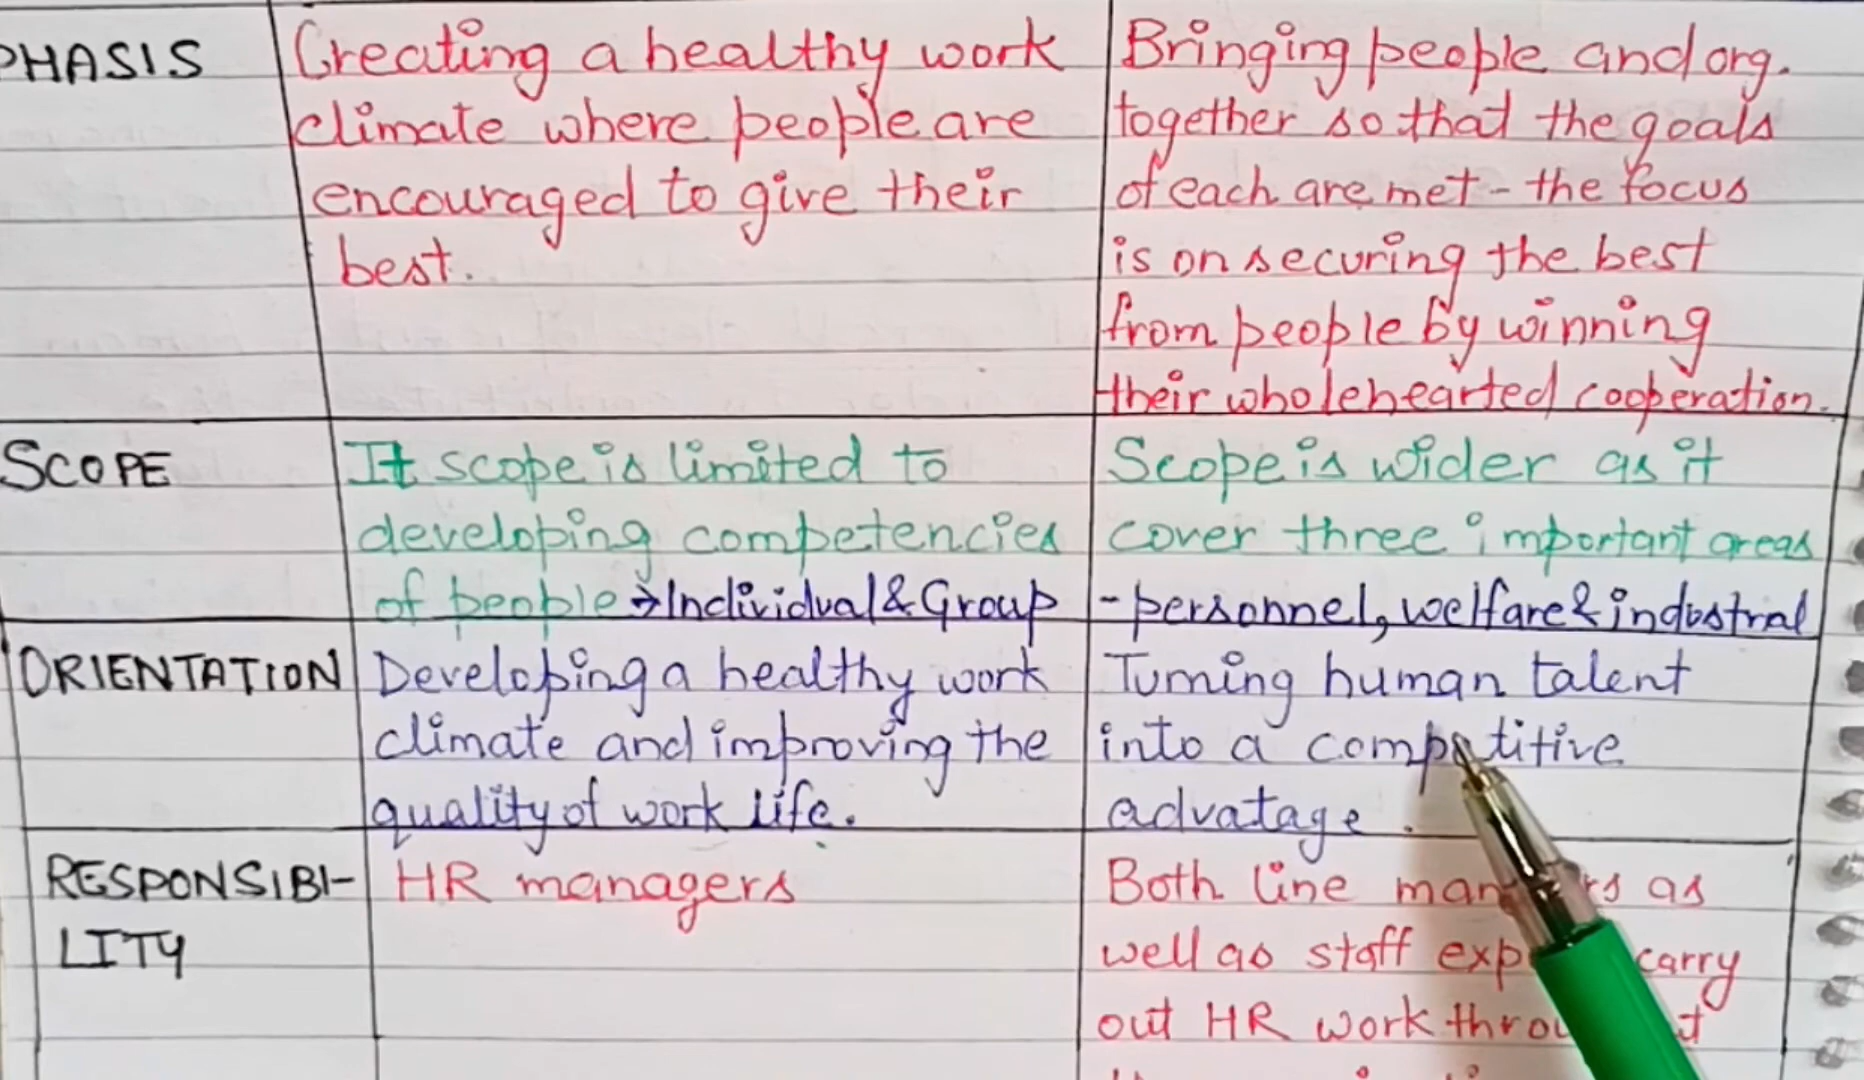 PHASIS
Creating a healthy work
climate where people are
encouraged to give their
best.
Bringing people and org.
together so that the goals
of each are met - the focus
is on securing the best
from people by winning
their wholehearted cooperation.
SCOPE
It scope is limited to
developing competencies
of people → Individual & Group
Scope is wider as it
cover three important areas
- personnel, welfare & industral
ORIENTATION
Developing a healthy work
climate and improving the
quality of work life.
Turning human talent
into a competitive
advatage.
RESPONSIBI-
LITY
HR managers
Both line as
well as staff carry
out HR work